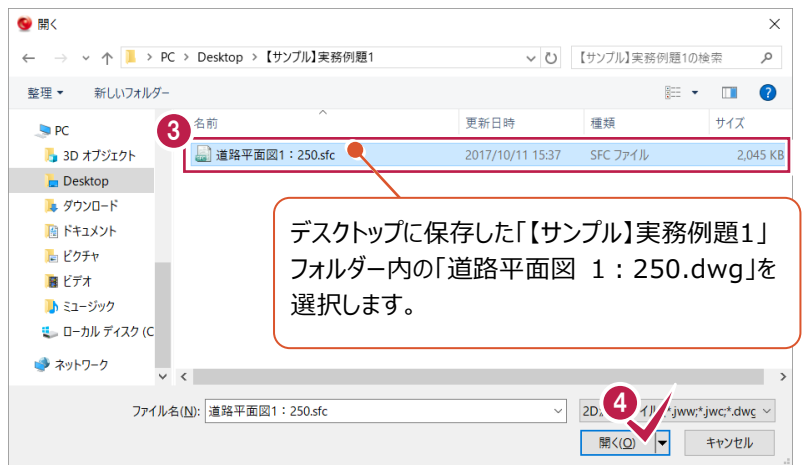 開く
PC > Desktop > 【サンプル】実務例題1
【サンプル】実務例題1の検索
整理 新しいフォルダー
名前 更新日時 種類 サイズ
3
道路平面図1：250.sfc 2017/10/11 15:37 SFC ファイル 2,045 KB
PC
3D オブジェクト
Desktop
ダウンロード
ドキュメント
ピクチャ
ビデオ
ミュージック
ローカル ディスク (C
ネットワーク
デスクトップに保存した「【サンプル】実務例題1」
フォルダー内の「道路平面図 1：250.dwg」を
選択します。
ファイル名(N): 道路平面図1：250.sfc
2D *.jww;*.jwc;*.dwg
4
開く(O) キャンセル